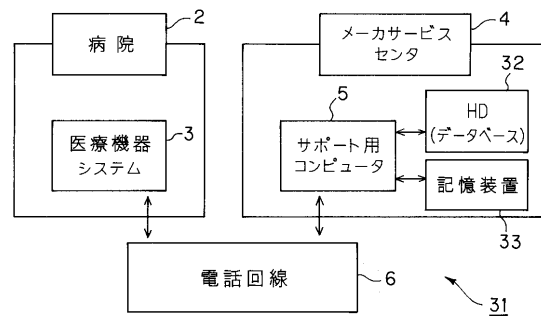 病院
2
医療機器
システム
3
メーカサービス
センタ
4
サポート用
コンピュータ
5
HD
(データベース)
32
記憶装置
33
電話回線
6
31